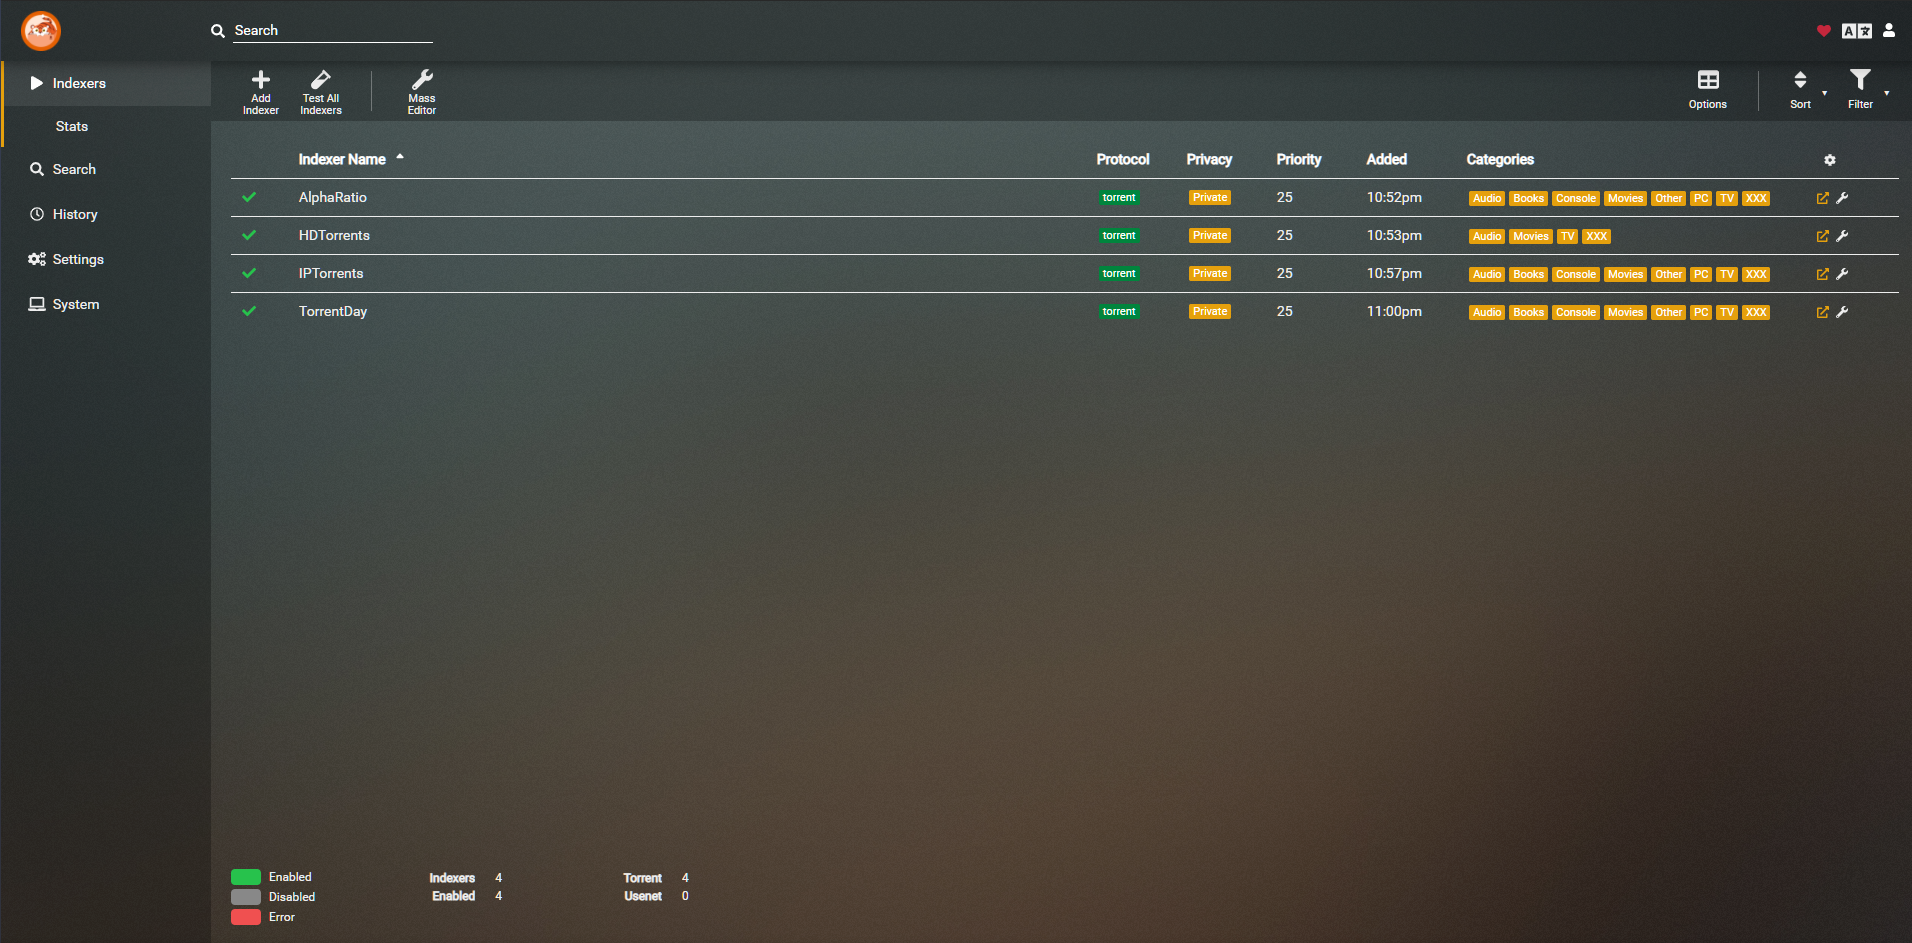 Search
Indexers
Stats
Search
History
Settings
System
Add Indexer
Test All Indexers
Mass Editor
Options
Sort
Filter
Indexer Name Protocol Privacy Priority Added Categories
AlphaRatio torrent Private 25 10:52pm Audio Books Console Movies Other PC TV XXX
HDTorrents torrent Private 25 10:53pm Audio Movies TV XXX
IPTorrents torrent Private 25 10:57pm Audio Books Console Movies Other PC TV XXX
TorrentDay torrent Private 25 11:00pm Audio Books Console Movies Other PC TV XXX
Enabled
Disabled
Error
Indexers 4
Enabled 4
Torrent 4
Usenet 0